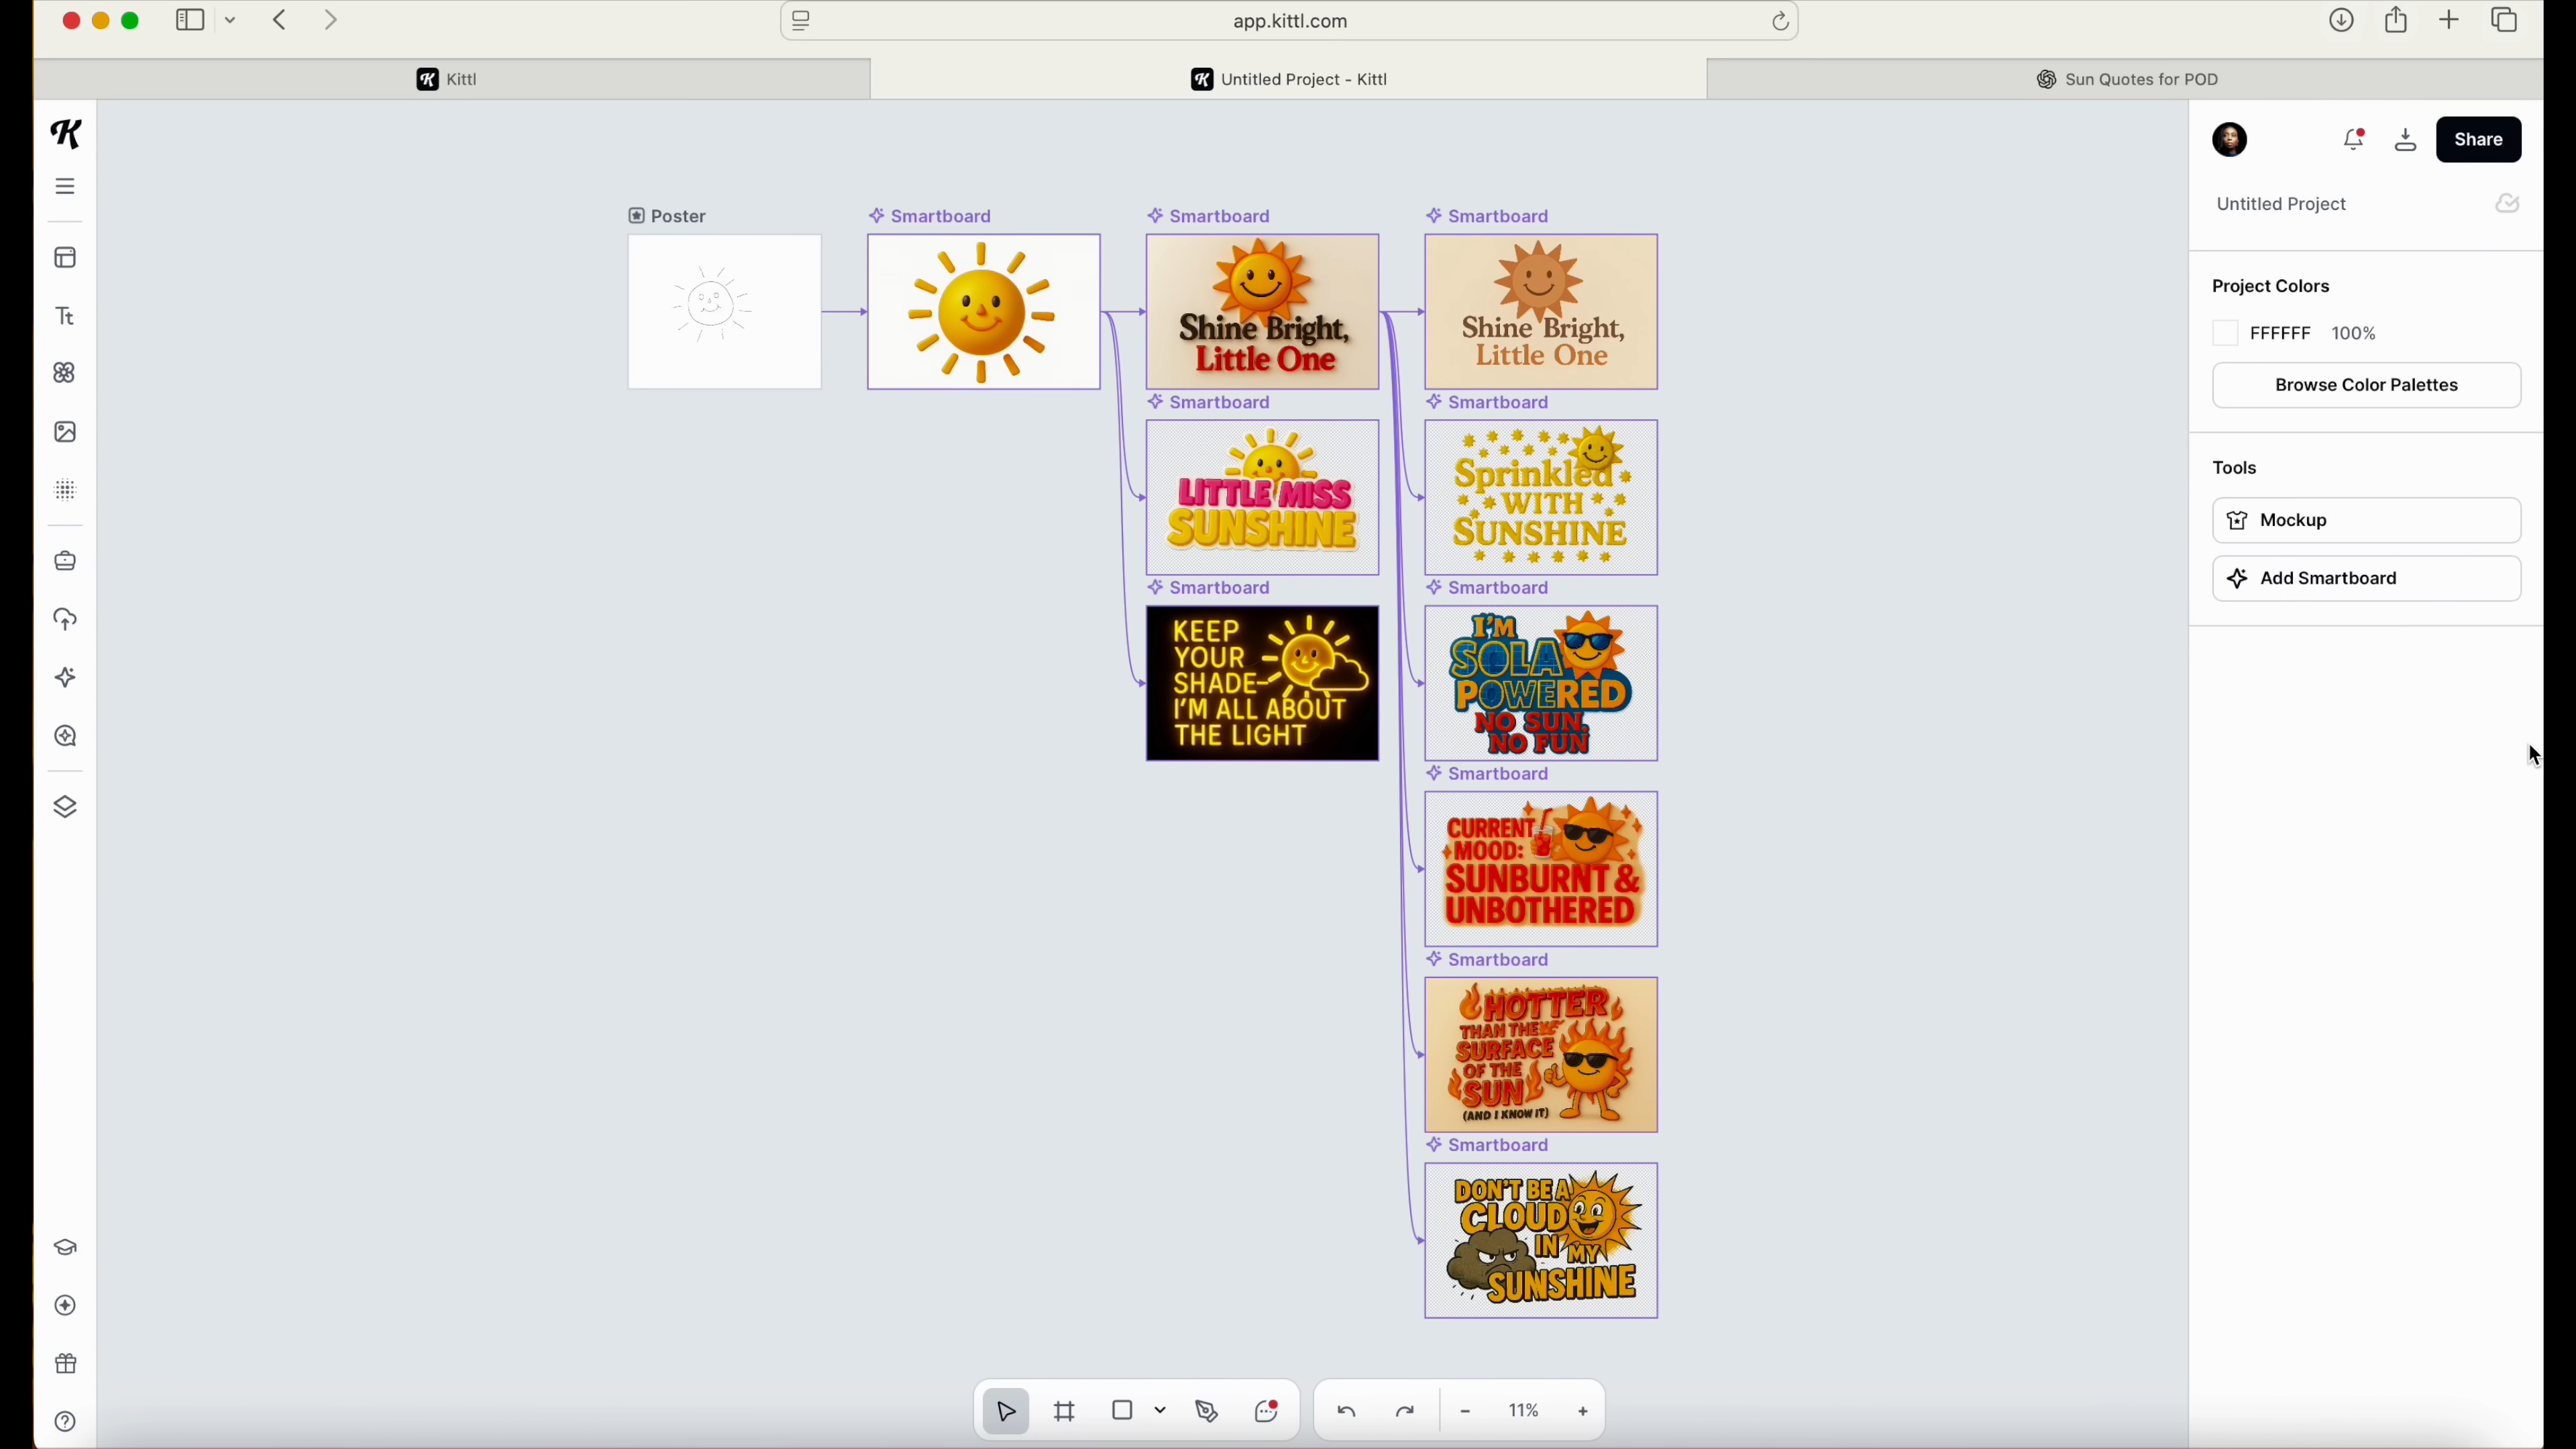 app.kittl.com
Kittl
Untitled Project - Kittl
Sun Quotes for POD
Share
Untitled Project
Project Colors
FFFFFF 100%
Browse Color Palettes
Tools
Mockup
Add Smartboard
Poster
Smartboard
Smartboard
Shine Bright,
Little One
Smartboard
Shine Bright,
Little One
Smartboard
LITTLE MISS
SUNSHINE
Smartboard
Sprinkled
WITH
SUNSHINE
Smartboard
KEEP
YOUR
SHADE–
I'M ALL ABOUT
THE LIGHT
Smartboard
I'M
SOLA
POWERED
NO SUN,
NO FUN
Smartboard
CURRENT
MOOD:
SUNBURNT &
UNBOTHERED
Smartboard
HOTTER
THAN THE
SURFACE
OF THE
SUN
(AND I KNOW IT)
Smartboard
DON'T BE A
CLOUD
IN MY
SUNSHINE
Tt
11%